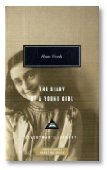 Anne Frank
THE DIARY
OF A YOUNG GIRL
EVERYMAN'S LIBRARY